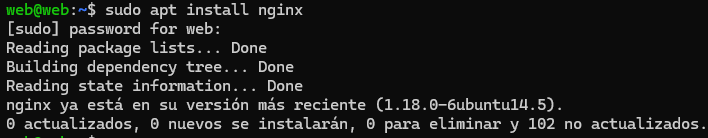 web@web:~$ sudo apt install nginx
[sudo] password for web:
Reading package lists... Done
Building dependency tree... Done
Reading state information... Done
nginx ya está en su versión más reciente (1.18.0-6ubuntu14.5).
0 actualizados, 0 nuevos se instalarán, 0 para eliminar y 102 no actualizados.